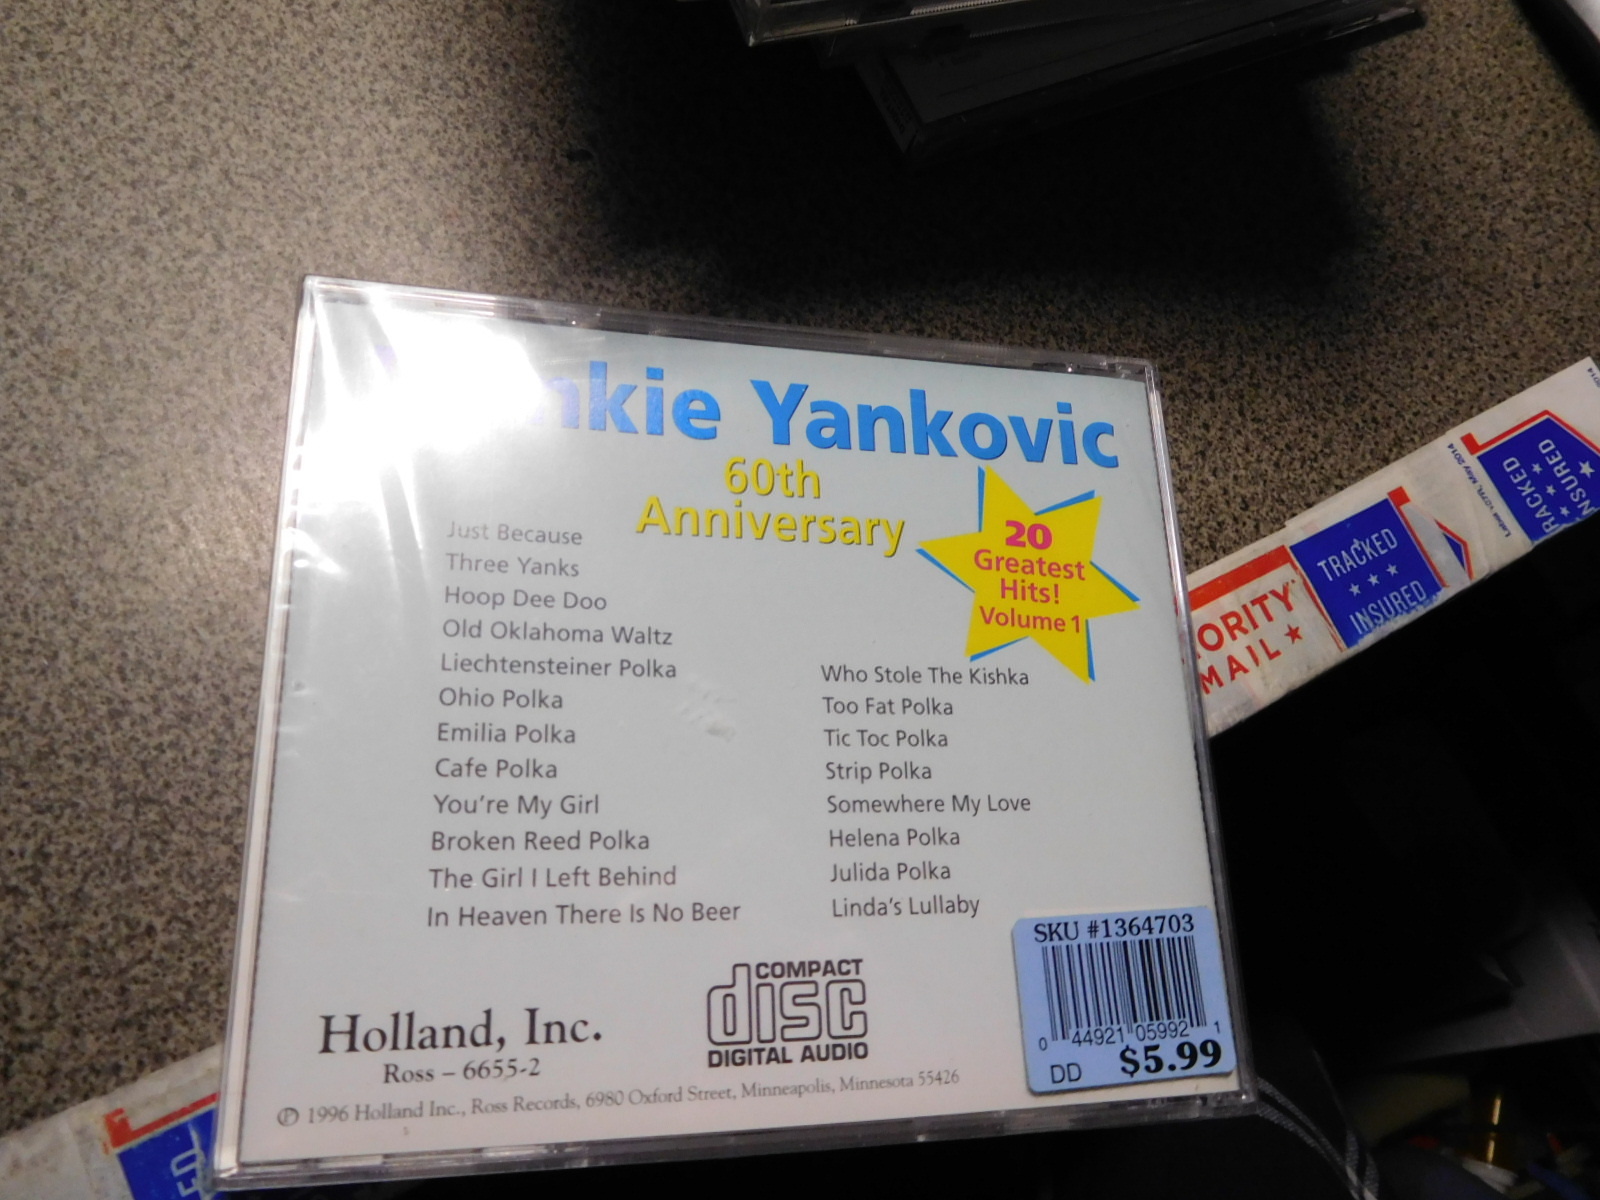 nkie Yankovic
60th
Anniversary
20
Greatest
Hits!
Volume 1
Just Because
Three Yanks
Hoop Dee Doo
Old Oklahoma Waltz
Liechtensteiner Polka
Ohio Polka
Emilia Polka
Cafe Polka
You're My Girl
Broken Reed Polka
The Girl I Left Behind
In Heaven There Is No Beer
Who Stole The Kishka
Too Fat Polka
Tic Toc Polka
Strip Polka
Somewhere My Love
Helena Polka
Julida Polka
Linda's Lullaby
Holland, Inc.
Ross – 6655-2
COMPACT
disc
DIGITAL AUDIO
℗ 1996 Holland Inc., Ross Records, 6980 Oxford Street, Minneapolis, Minnesota 55426
SKU #1364703
0 44921 05992 1
DD $5.99
ORITY
MAIL
TRACKED
INSURED
RACKED
INSURED